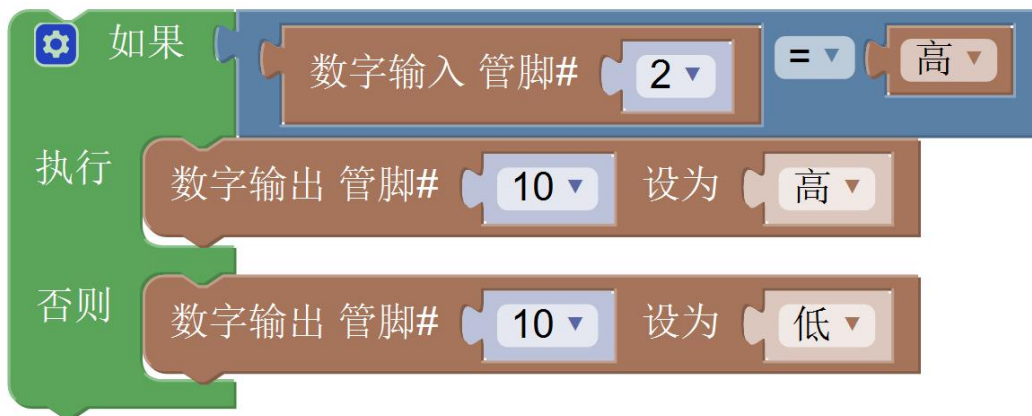 如果 数字输入 管脚# 2 = 高
执行 数字输出 管脚# 10 设为 高
否则 数字输出 管脚# 10 设为 低